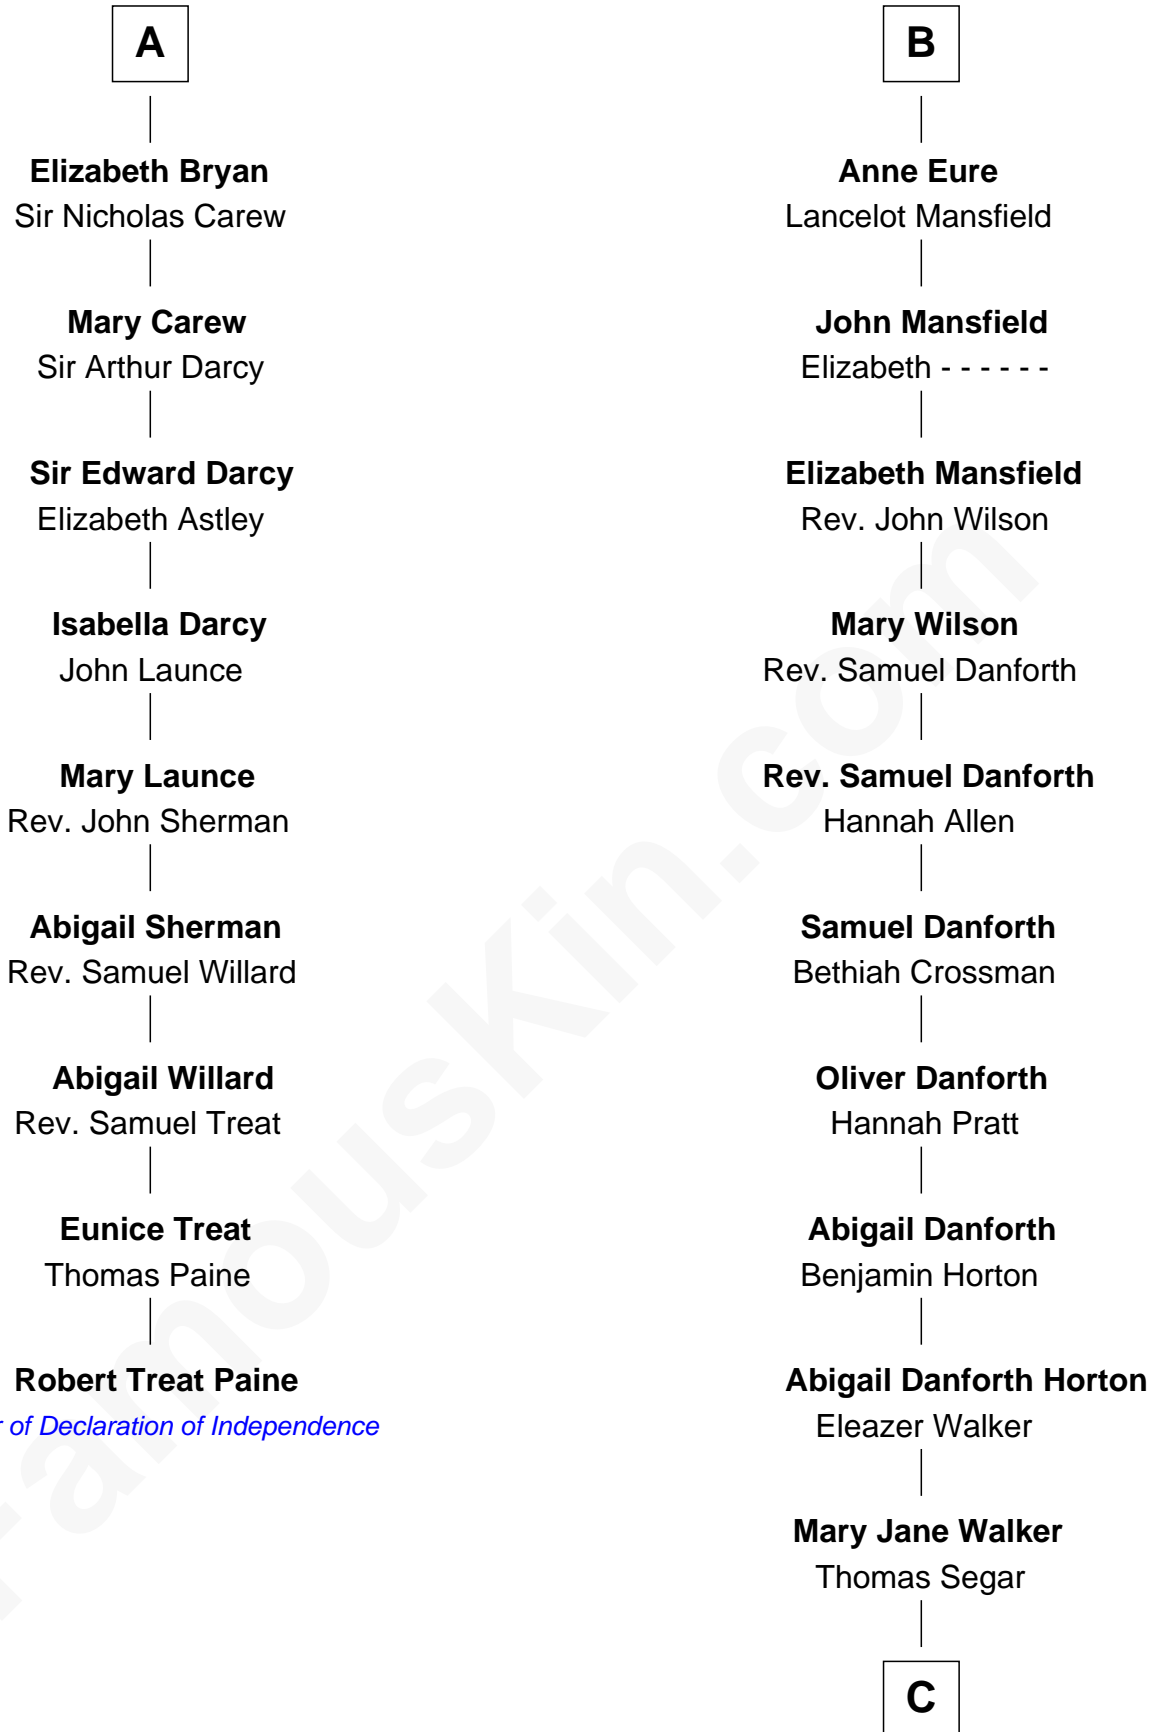 A
Elizabeth Bryan
Sir Nicholas Carew
Mary Carew
Sir Arthur Darcy
Sir Edward Darcy
Elizabeth Astley
Isabella Darcy
John Launce
Mary Launce
Rev. John Sherman
Abigail Sherman
Rev. Samuel Willard
Abigail Willard
Rev. Samuel Treat
Eunice Treat
Thomas Paine
Robert Treat Paine
r of Declaration of Independence
B
Anne Eure
Lancelot Mansfield
John Mansfield
Elizabeth - - - - - -
Elizabeth Mansfield
Rev. John Wilson
Mary Wilson
Rev. Samuel Danforth
Rev. Samuel Danforth
Hannah Allen
Samuel Danforth
Bethiah Crossman
Oliver Danforth
Hannah Pratt
Abigail Danforth
Benjamin Horton
Abigail Danforth Horton
Eleazer Walker
Mary Jane Walker
Thomas Segar
C
FamousKin.com